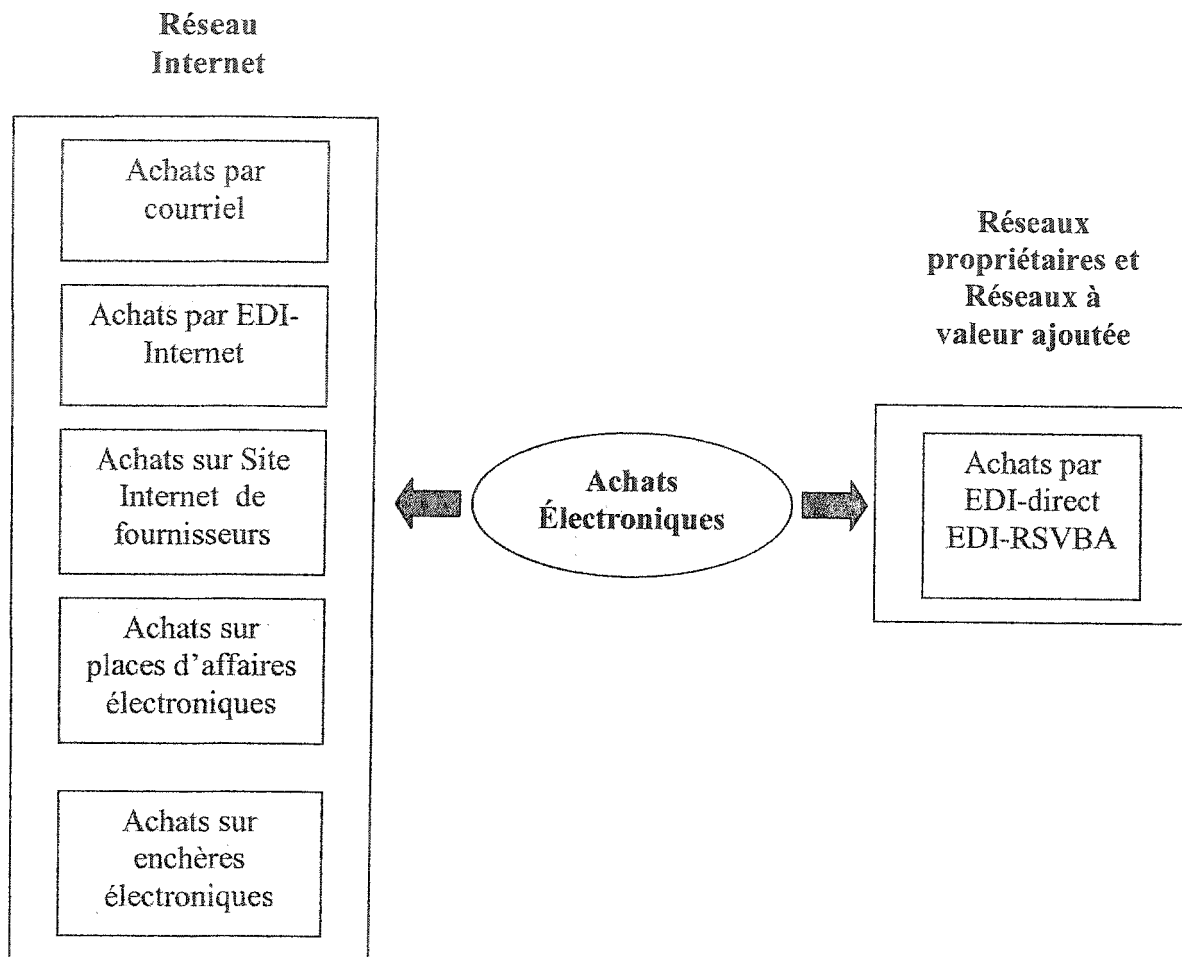 Réseau
Internet
Achats par
courriel
Achats par EDI-
Internet
Achats sur Site
Internet de
fournisseurs
Achats sur
places d'affaires
électroniques
Achats sur
enchères
électroniques
Achats
Électroniques
Réseaux
propriétaires et
Réseaux à
valeur ajoutée
Achats par
EDI-direct
EDI-RSVBA